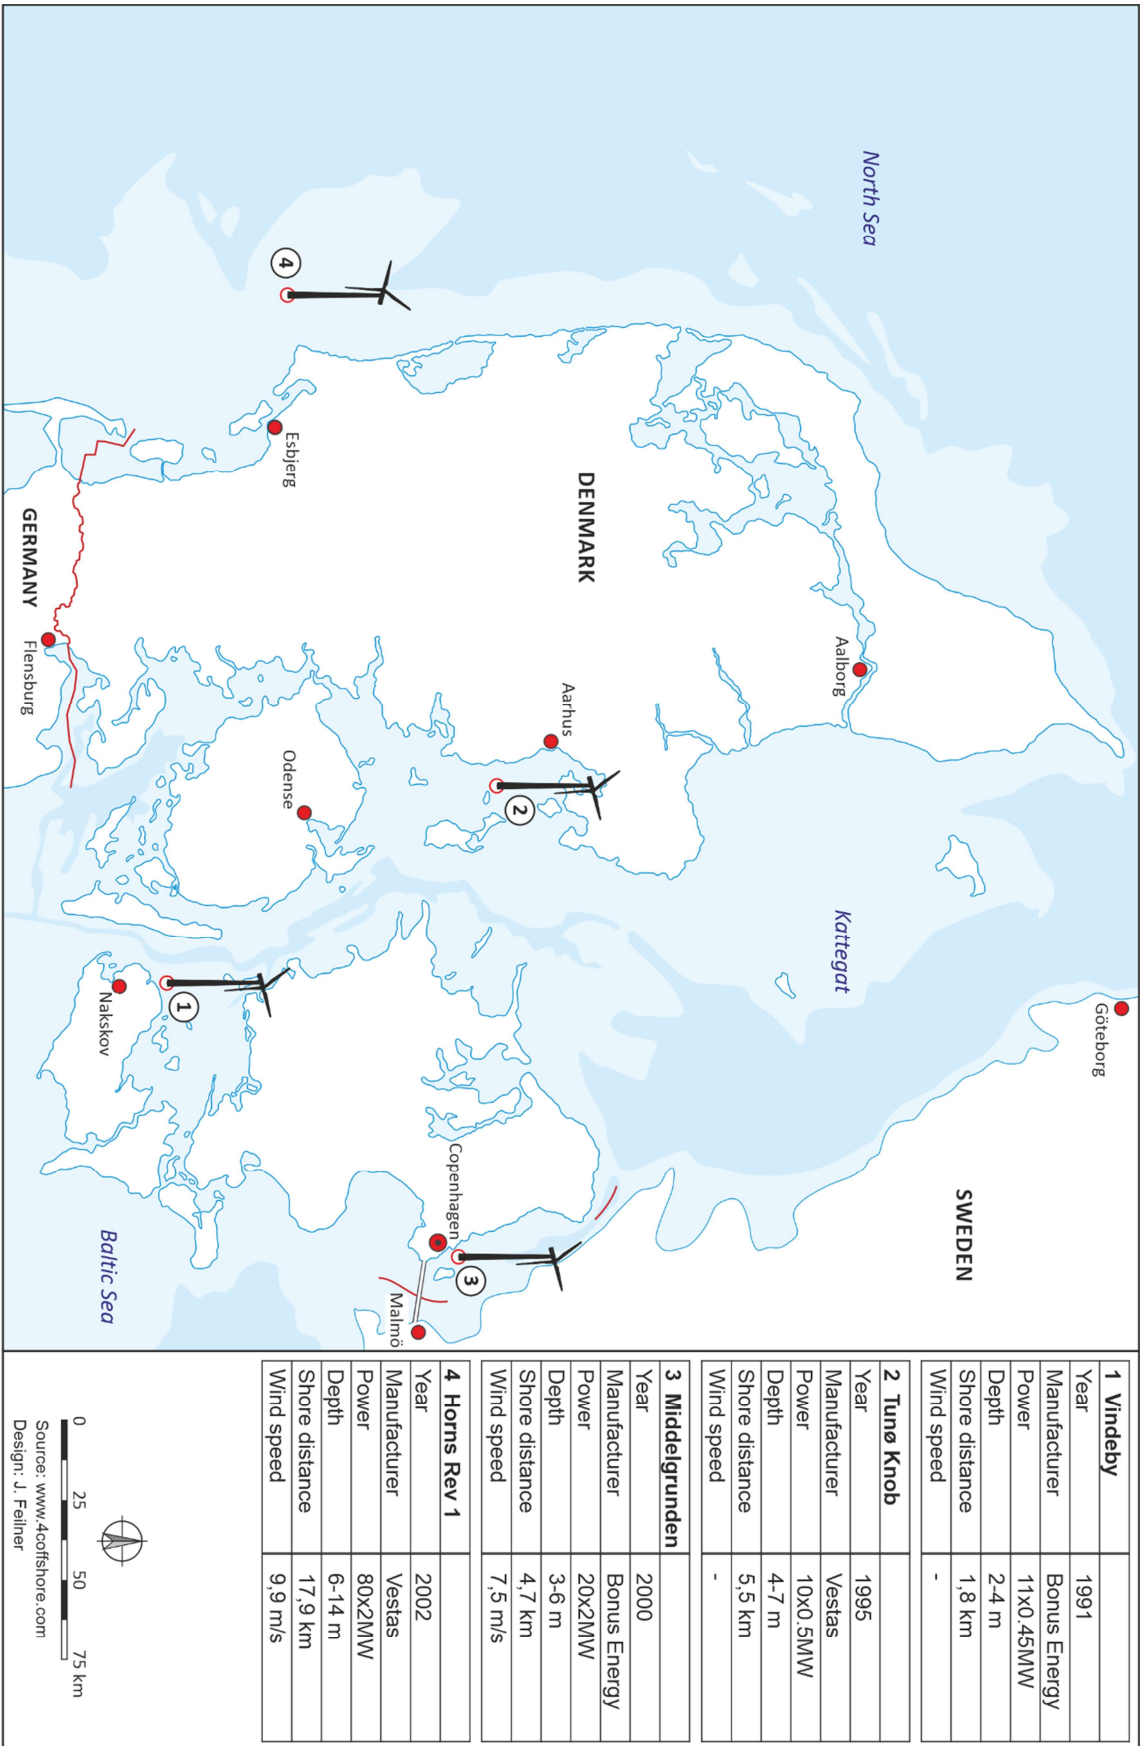 North Sea
DENMARK
Kattegat
SWEDEN
GERMANY
Baltic Sea
Göteborg
Aalborg
Aarhus
Esbjerg
Odense
Flensburg
Nakskov
Copenhagen
Malmö
4
2
1
3
1 Vindeby
Year 1991
Manufacturer Bonus Energy
Power 11x0.45MW
Depth 2-4 m
Shore distance 1,8 km
Wind speed -
2 Tunø Knob
Year 1995
Manufacturer Vestas
Power 10x0.5MW
Depth 4-7 m
Shore distance 5,5 km
Wind speed -
3 Middelgrunden
Year 2000
Manufacturer Bonus Energy
Power 20x2MW
Depth 3-6 m
Shore distance 4,7 km
Wind speed 7,5 m/s
4 Horns Rev 1
Year 2002
Manufacturer Vestas
Power 80x2MW
Depth 6-14 m
Shore distance 17,9 km
Wind speed 9,9 m/s
0 25 50 75 km
Source: www.4coffshore.com
Design: J. Feilner